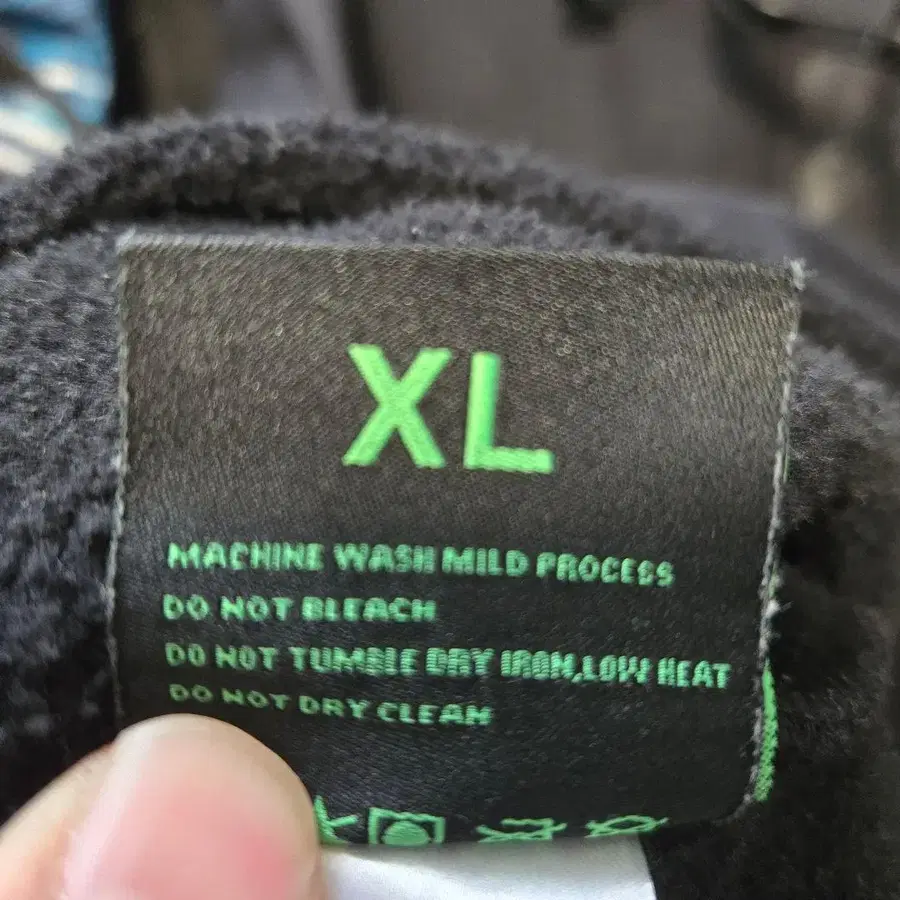 XL
MACHINE WASH MILD PROCESS
DO NOT BLEACH
DO NOT TUMBLE DRY IRON,LOW HEAT
DO NOT DRY CLEAN